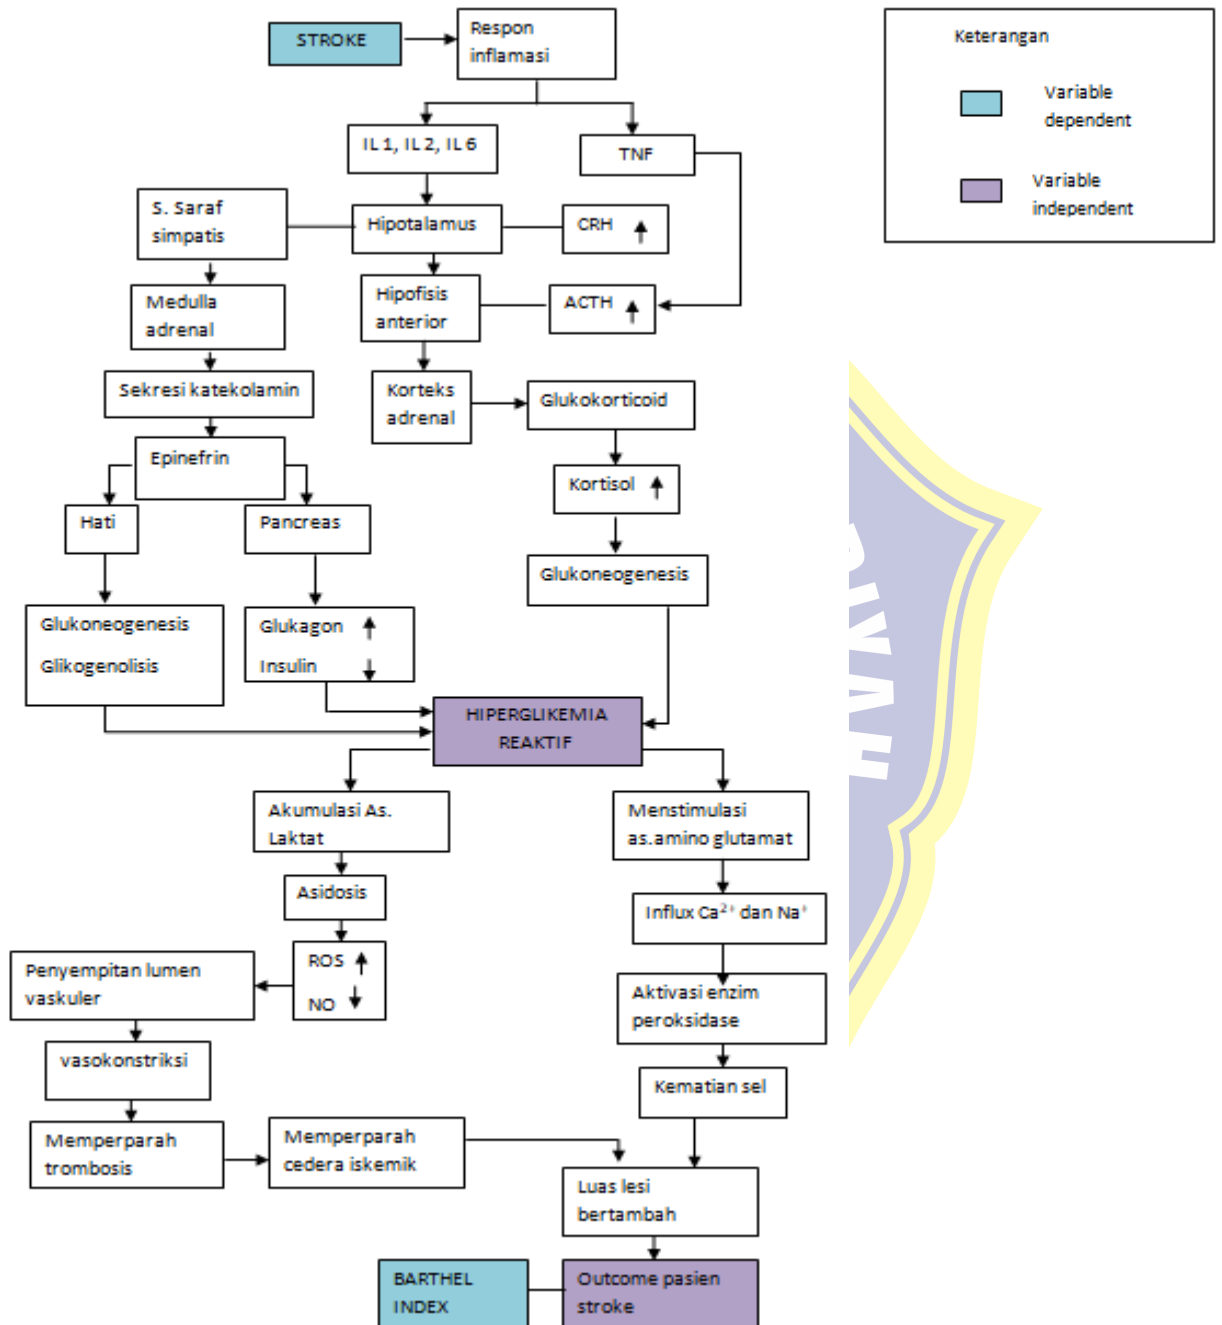 STROKE
Respon
inflamasi
Keterangan
Variable
dependent
Variable
independent
IL 1, IL 2, IL 6
TNF
S. Saraf
simpatis
Hipotalamus
CRH
Medulla
adrenal
Hipofisis
anterior
ACTH
Sekresi katekolamin
Korteks
adrenal
Glukokorticoid
Epinefrin
Kortisol
Hati
Pancreas
Glukoneogenesis
Glukoneogenesis
Glikogenolisis
Glukagon
Insulin
HIPERGLIKEMIA
REAKTIF
Akumulasi As.
Laktat
Menstimulasi
as.amino glutamat
Asidosis
Influx Ca²⁺ dan Na⁺
ROS
NO
Penyempitan lumen
vaskuler
Aktivasi enzim
peroksidase
vasokonstriksi
Kematian sel
Memperparah
trombosis
Memperparah
cedera iskemik
Luas lesi
bertambah
BARTHEL
INDEX
Outcome pasien
stroke